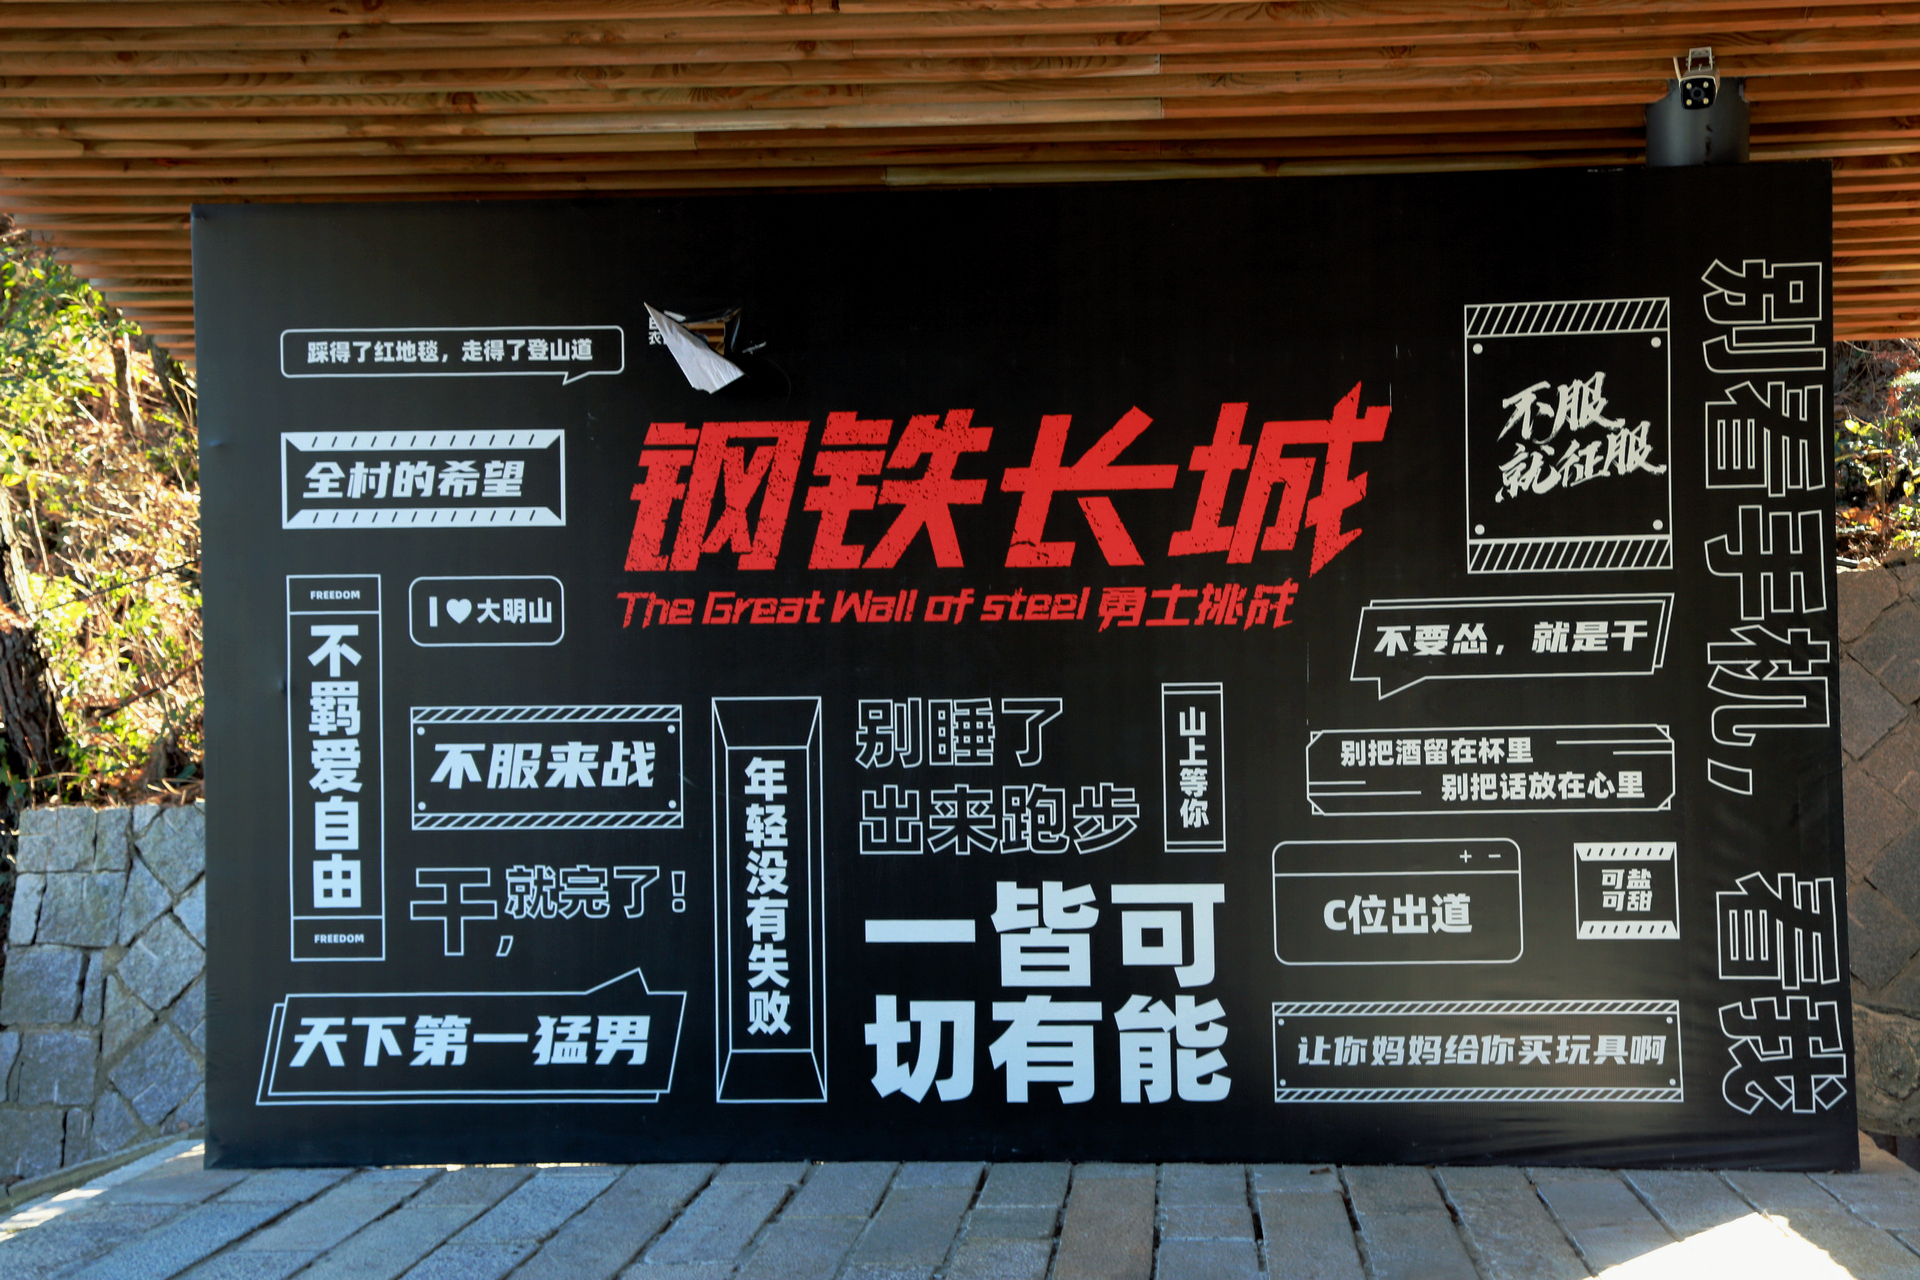 踩得了红地毯，走得了登山道
全村的希望
钢铁长城
The Great Wall of steel 勇士挑战
不服
就征服
别看手机，看我
FREEDOM
不羁爱自由
FREEDOM
I ♥ 大明山
不要怂，就是干
不服来战
年轻没有失败
别睡了
出来跑步
山上等你
别把酒留在杯里
别把话放在心里
干，就完了！
一皆可
切有能
C位出道
可盐
可甜
天下第一猛男
让你妈妈给你买玩具啊